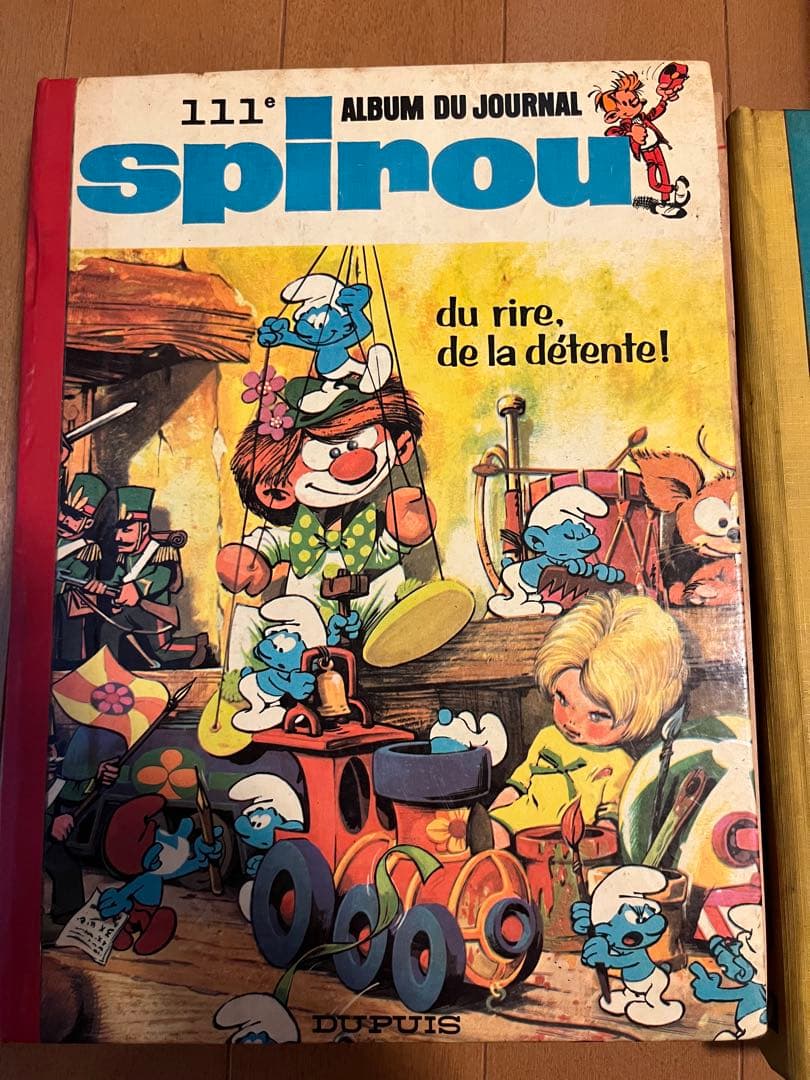 111e ALBUM DU JOURNAL
spirou
du rire,
de la détente!
DUPUIS